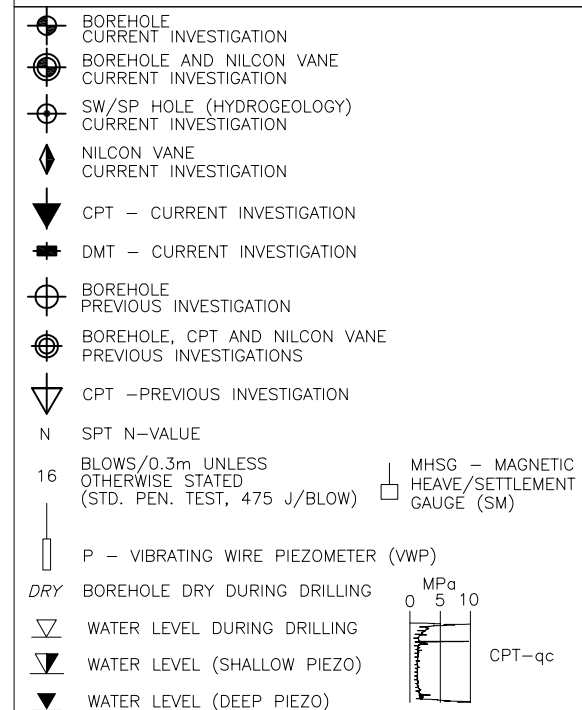 BOREHOLE
CURRENT INVESTIGATION
BOREHOLE AND NILCON VANE
CURRENT INVESTIGATION
SW/SP HOLE (HYDROGEOLOGY)
CURRENT INVESTIGATION
NILCON VANE
CURRENT INVESTIGATION
CPT – CURRENT INVESTIGATION
DMT – CURRENT INVESTIGATION
BOREHOLE
PREVIOUS INVESTIGATION
BOREHOLE, CPT AND NILCON VANE
PREVIOUS INVESTIGATIONS
CPT –PREVIOUS INVESTIGATION
N SPT N–VALUE
16 BLOWS/0.3m UNLESS
OTHERWISE STATED
(STD. PEN. TEST, 475 J/BLOW)
MHSG – MAGNETIC
HEAVE/SETTLEMENT
GAUGE (SM)
P – VIBRATING WIRE PIEZOMETER (VWP)
DRY BOREHOLE DRY DURING DRILLING
WATER LEVEL DURING DRILLING
WATER LEVEL (SHALLOW PIEZO)
WATER LEVEL (DEEP PIEZO)
MPa
0 5 10
CPT–qc